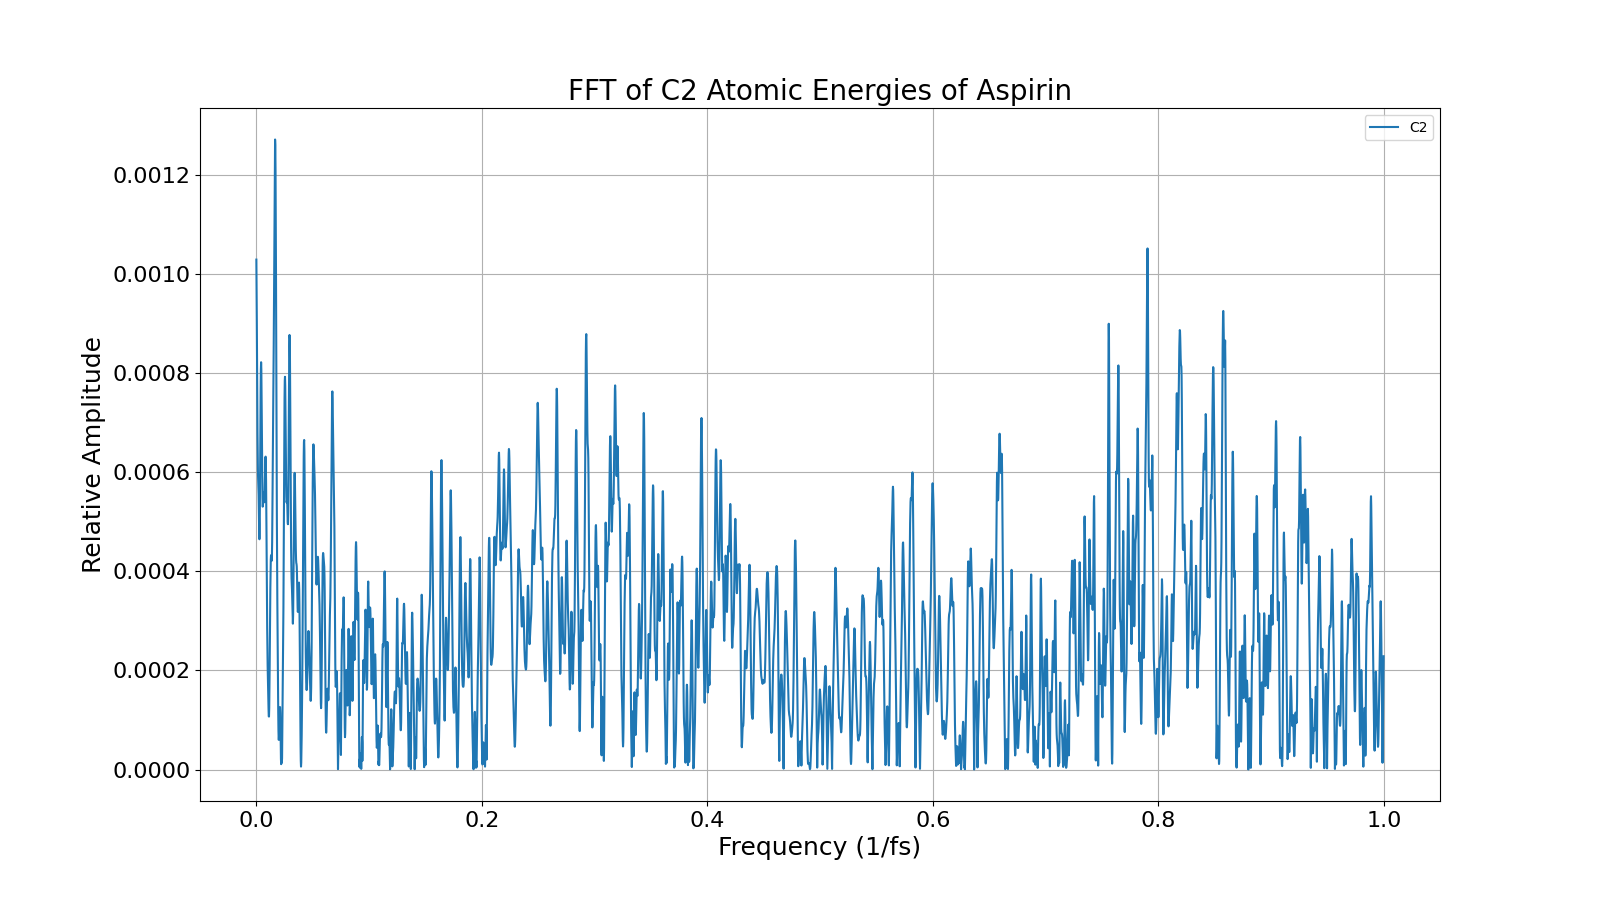 FFT of C2 Atomic Energies of Aspirin
C2
0.0012
0.0010
0.0008
0.0006
0.0004
0.0002
0.0000
Relative Amplitude
0.0 0.2 0.4 0.6 0.8 1.0
Frequency (1/fs)